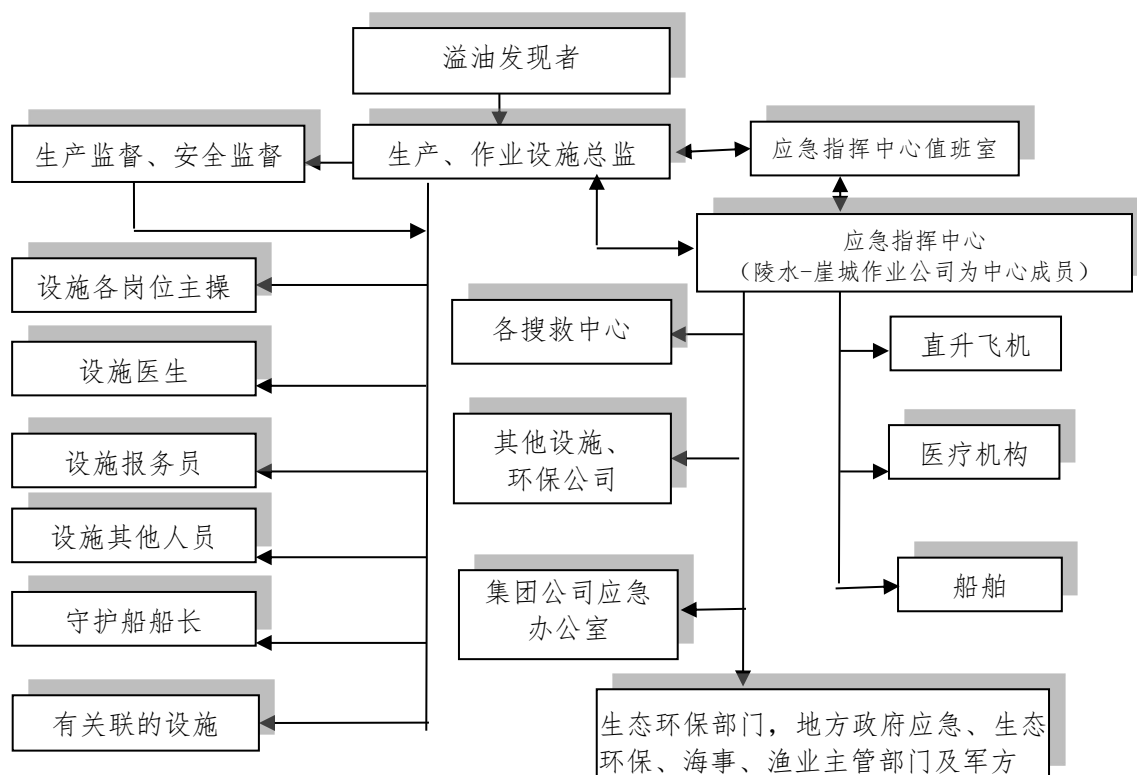 溢油发现者
生产监督、安全监督
生产、作业设施总监
应急指挥中心值班室
应急指挥中心
（陵水-崖城作业公司为中心成员）
设施各岗位主操
设施医生
设施报务员
设施其他人员
守护船船长
有关联的设施
各搜救中心
其他设施、
环保公司
集团公司应急
办公室
直升飞机
医疗机构
船舶
生态环保部门，地方政府应急、生态
环保、海事、渔业主管部门及军方